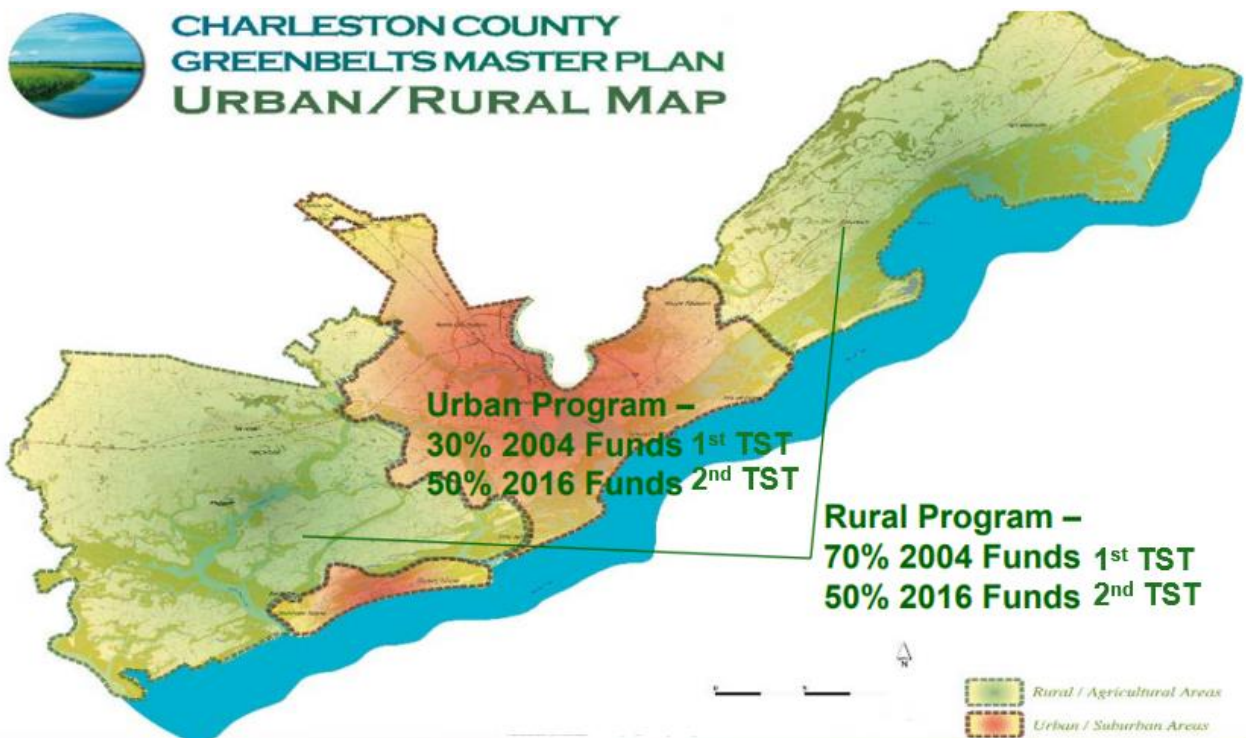 CHARLESTON COUNTY
GREENBELTS MASTER PLAN
URBAN/RURAL MAP
Urban Program –
30% 2004 Funds 1st TST
50% 2016 Funds 2nd TST
Rural Program –
70% 2004 Funds 1st TST
50% 2016 Funds 2nd TST
N
Rural / Agricultural Areas
Urban / Suburban Areas